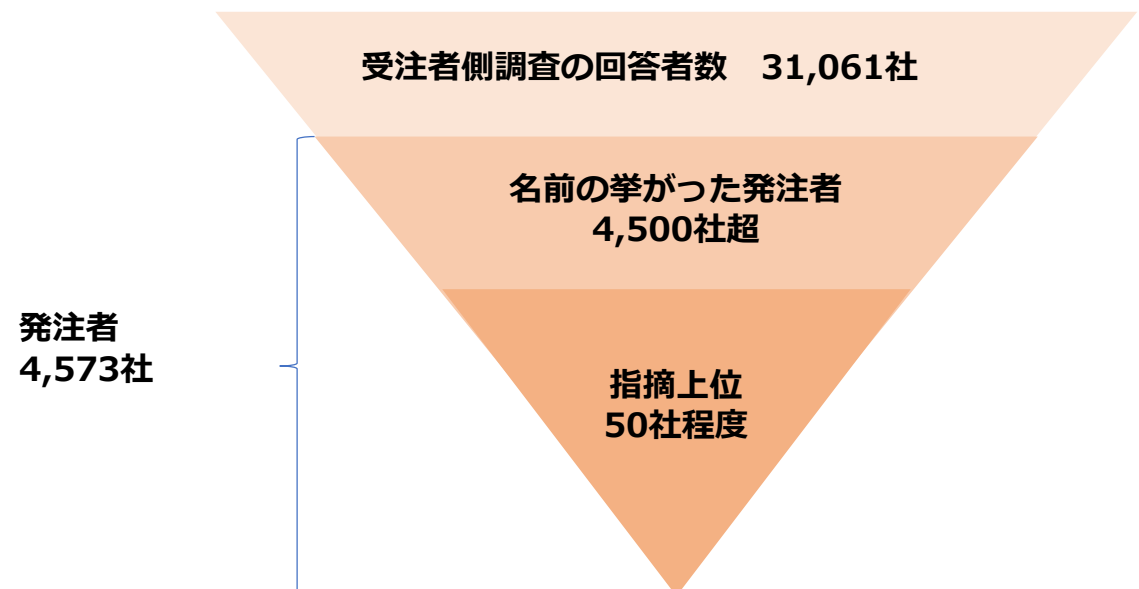 受注者側調査の回答者数　31,061社
名前の挙がった発注者
4,500社超
発注者
4,573社
指摘上位
50社程度